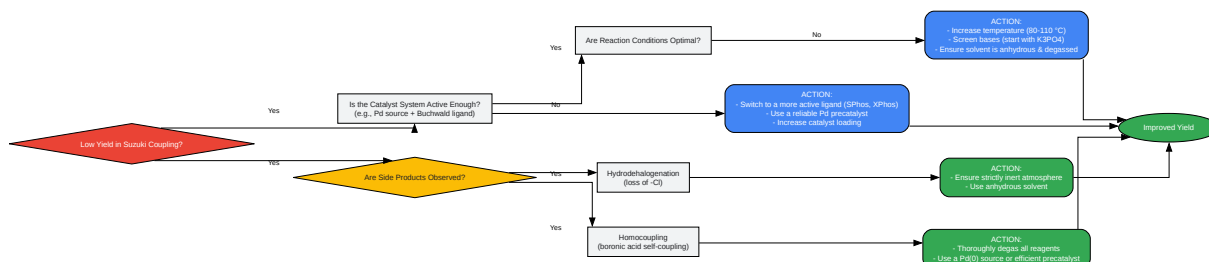 Low Yield in Suzuki Coupling?
Yes
Yes
Is the Catalyst System Active Enough?
(e.g., Pd source + Buchwald ligand)
Yes
No
Are Reaction Conditions Optimal?
No
ACTION:
- Increase temperature (80-110 °C)
- Screen bases (start with K3PO4)
- Ensure solvent is anhydrous & degassed
ACTION:
- Switch to a more active ligand (SPhos, XPhos)
- Use a reliable Pd precatalyst
- Increase catalyst loading
Improved Yield
Are Side Products Observed?
Yes
Yes
Hydrodehalogenation
(loss of -Cl)
ACTION:
- Ensure strictly inert atmosphere
- Use anhydrous solvent
Homocoupling
(boronic acid self-coupling)
ACTION:
- Thoroughly degas all reagents
- Use a Pd(0) source or efficient precatalyst